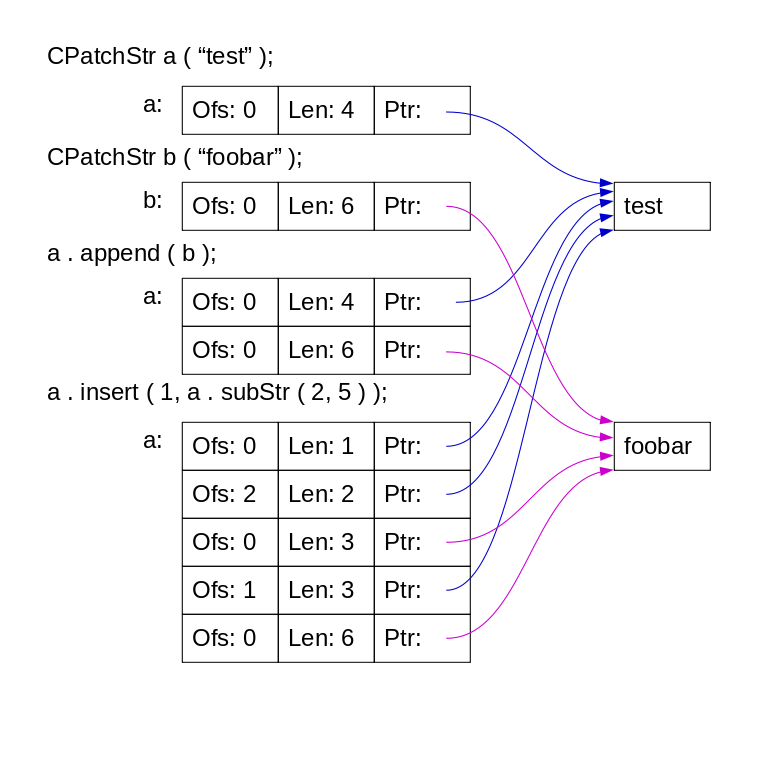 CPatchStr a ( “test” );
a: Ofs: 0 Len: 4 Ptr:
CPatchStr b ( “foobar” );
b: Ofs: 0 Len: 6 Ptr:
test
a . append ( b );
a: Ofs: 0 Len: 4 Ptr:
Ofs: 0 Len: 6 Ptr:
a . insert ( 1, a . subStr ( 2, 5 ) );
a: Ofs: 0 Len: 1 Ptr:
foobar
Ofs: 2 Len: 2 Ptr:
Ofs: 0 Len: 3 Ptr:
Ofs: 1 Len: 3 Ptr:
Ofs: 0 Len: 6 Ptr: